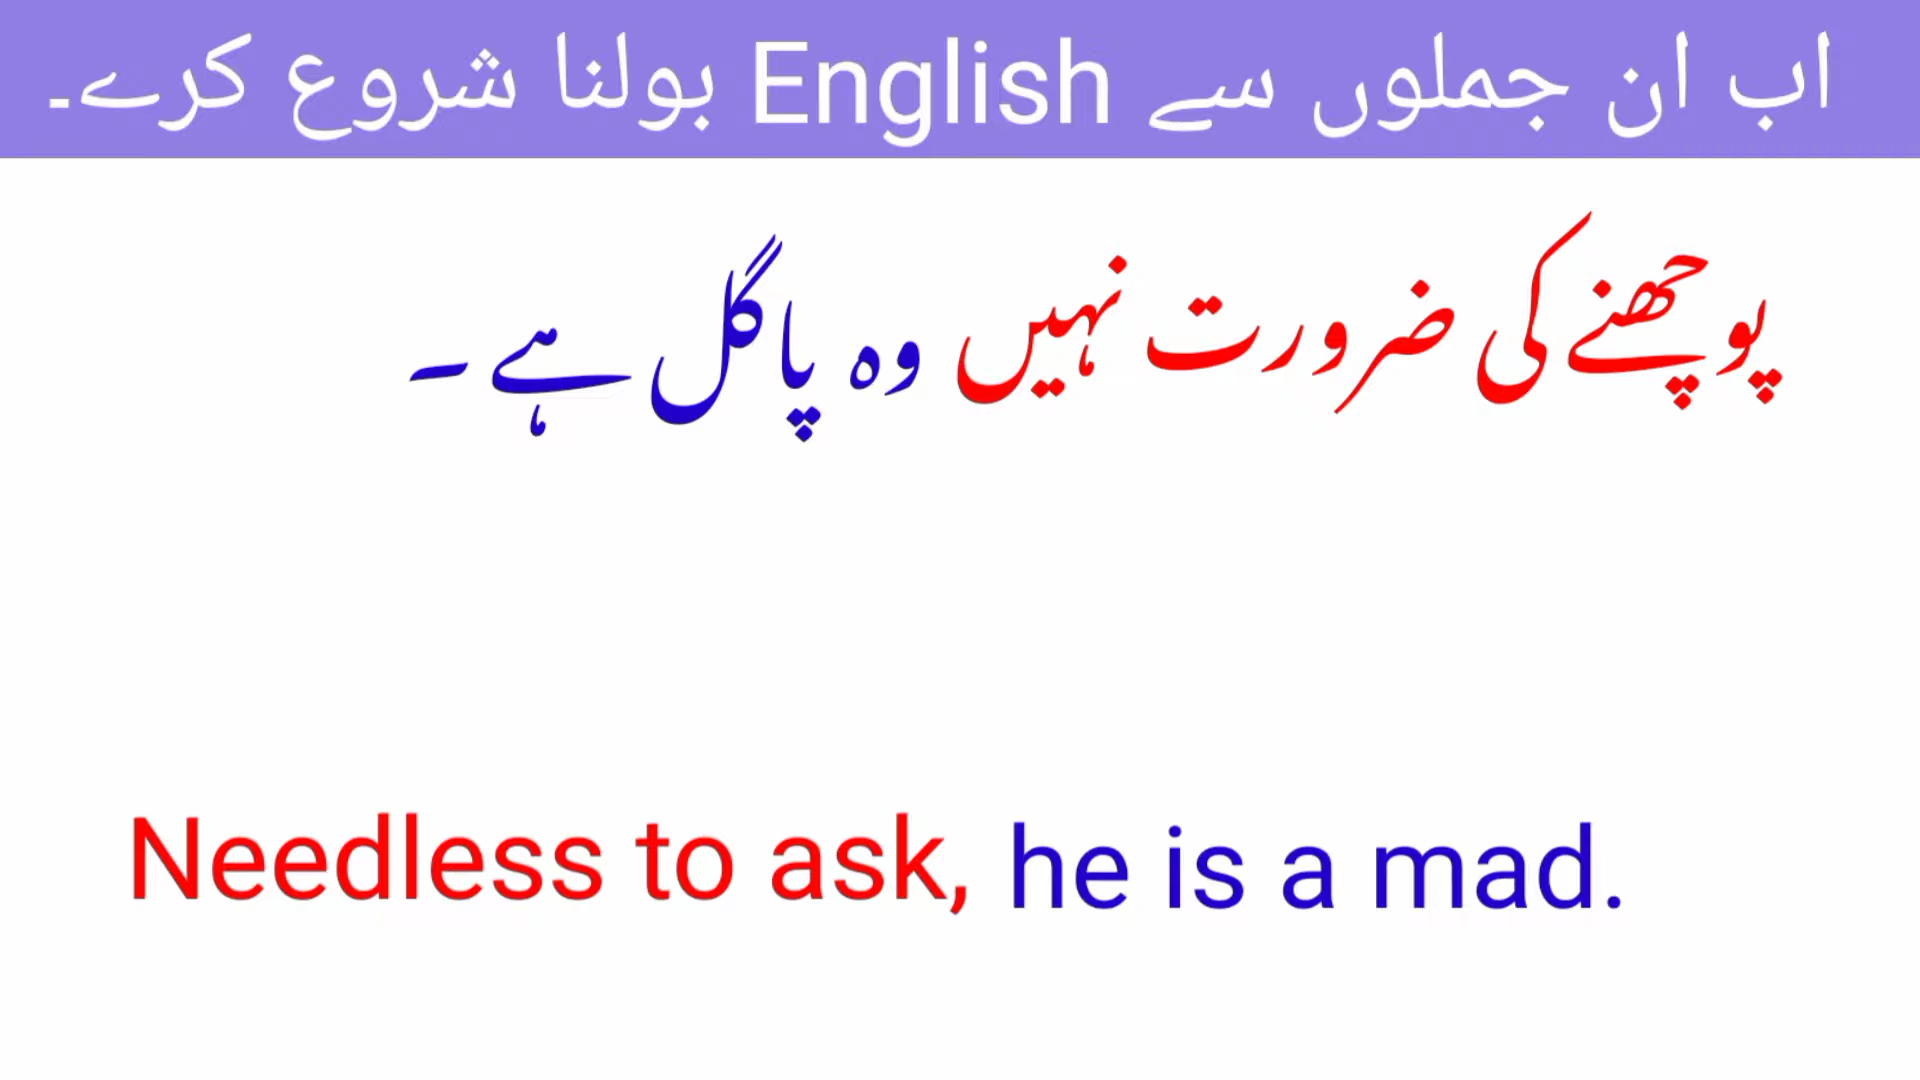 اب ان جملوں سے English بولنا شروع کرے۔
پوچھنے کی ضرورت نہیں وہ پاگل ہے ۔
Needless to ask, he is a mad.